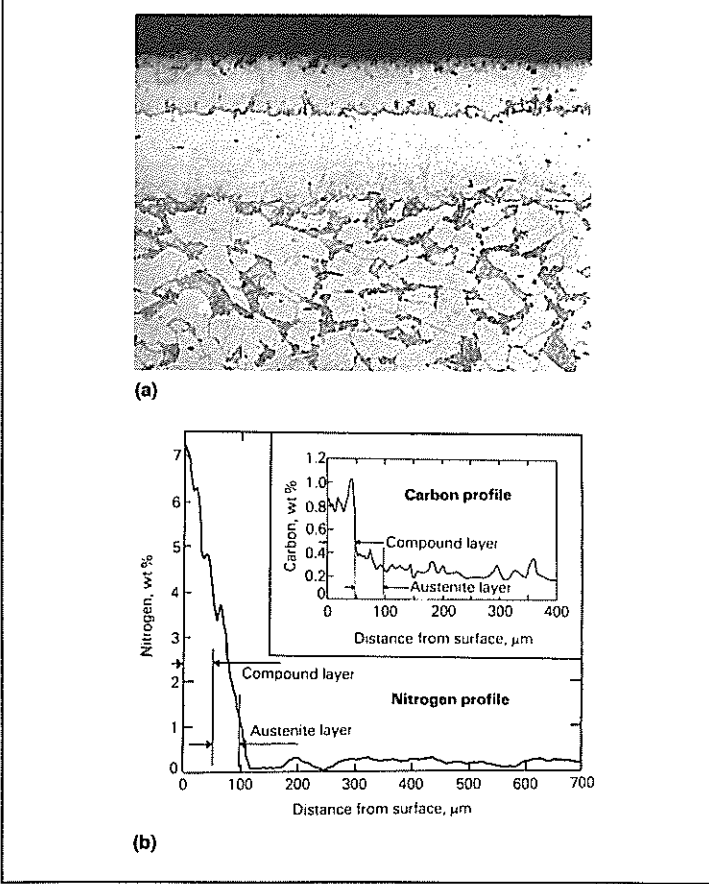 (a)
7
6
5
4
3
2
1
0
Nitrogen, wt %
1.2
1.0
0.8
0.6
0.4
0.2
0
Carbon, wt %
Carbon profile
Compound layer
Austenite layer
0 100 200 300 400
Distance from surface, μm
Compound layer
Nitrogen profile
Austenite layer
0 100 200 300 400 500 600 700
Distance from surface, μm
(b)